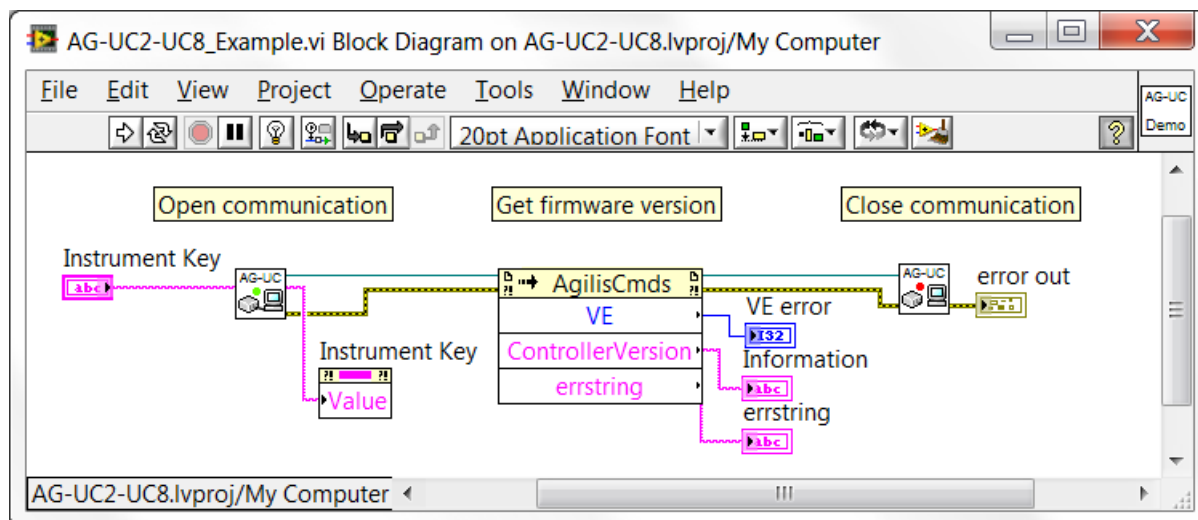 AG-UC2-UC8_Example.vi Block Diagram on AG-UC2-UC8.lvproj/My Computer
File Edit View Project Operate Tools Window Help
AG-UC
Demo
20pt Application Font
?
Open communication
Get firmware version
Close communication
Instrument Key
abc
AG-UC
AgilisCmds
AG-UC
error out
VE
VE error
I32
Instrument Key
ControllerVersion
Information
Value
errstring
abc
errstring
abc
AG-UC2-UC8.lvproj/My Computer